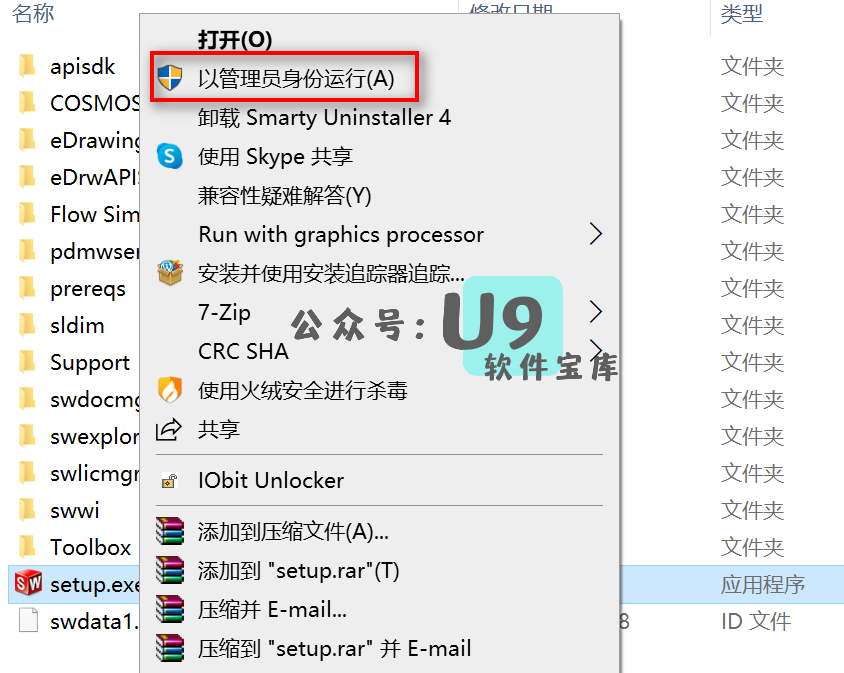 名称 修改日期 类型
打开(O)
apisdk 文件夹
以管理员身份运行(A)
COSMOS 文件夹
卸载 Smarty Uninstaller 4
eDrawing 文件夹
使用 Skype 共享
eDrwAPI 文件夹
兼容性疑难解答(Y)
Flow Sim 文件夹
Run with graphics processor
pdmwser 文件夹
安装并使用安装追踪器追踪...
prereqs 文件夹
7-Zip
公众号: U9
sldim 文件夹
CRC SHA
软件宝库
Support 文件夹
使用火绒安全进行杀毒
swdocmg 文件夹
共享
swexplor 文件夹
swlicmgr 文件夹
IObit Unlocker
swwi 文件夹
添加到压缩文件(A)...
Toolbox 文件夹
添加到 "setup.rar"(T)
SW
setup.exe 应用程序
压缩并 E-mail...
swdata1. 8 ID 文件
压缩到 "setup.rar" 并 E-mail